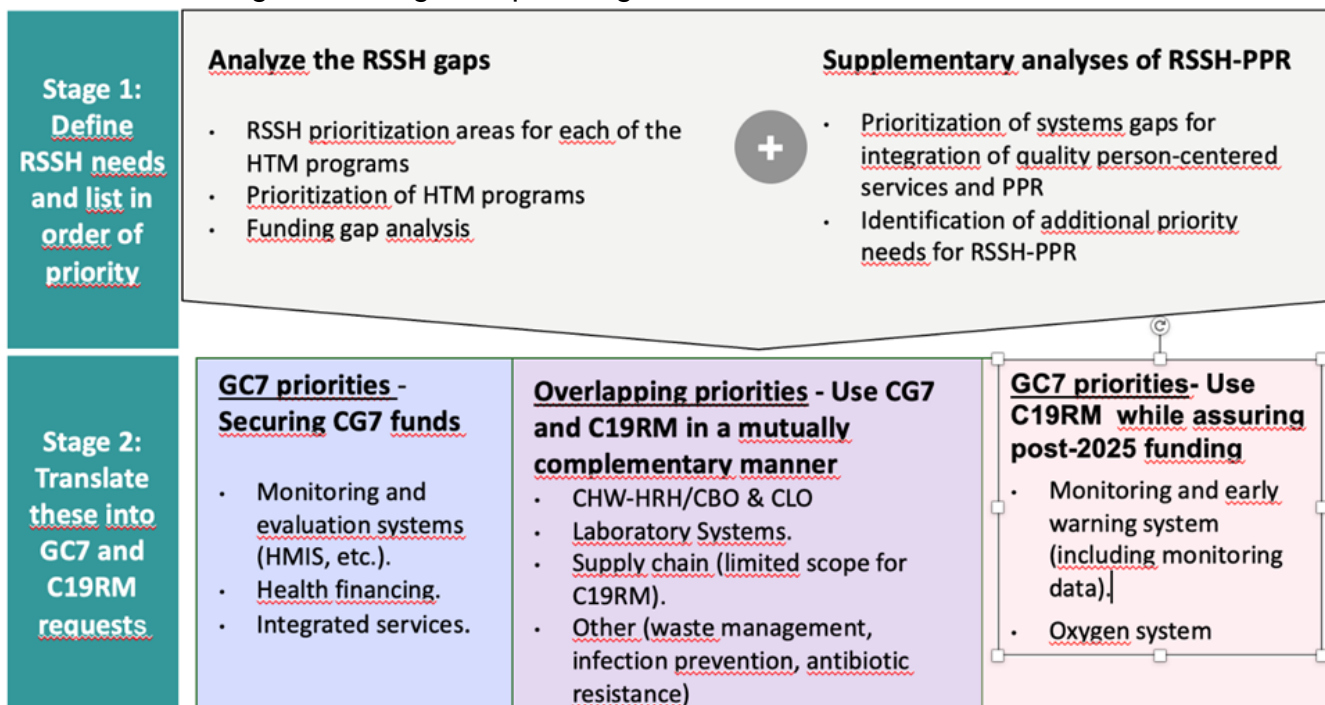 Stage 1:
Define
RSSH needs
and list in
order of
priority
Analyze the RSSH gaps
· RSSH prioritization areas for each of the
HTM programs
· Prioritization of HTM programs
· Funding gap analysis
+
Supplementary analyses of RSSH-PPR
· Prioritization of systems gaps for
integration of quality person-centered
services and PPR
· Identification of additional priority
needs for RSSH-PPR
Stage 2:
Translate
these into
GC7 and
C19RM
requests
GC7 priorities -
Securing CG7 funds
· Monitoring and
evaluation systems
(HMIS, etc.).
· Health financing.
· Integrated services.
Overlapping priorities - Use CG7
and C19RM in a mutually
complementary manner
· CHW-HRH/CBO & CLO
· Laboratory Systems.
· Supply chain (limited scope for
C19RM).
· Other (waste management,
infection prevention, antibiotic
resistance)
GC7 priorities- Use
C19RM while assuring
post-2025 funding
· Monitoring and early
warning system
(including monitoring
data).
· Oxygen system